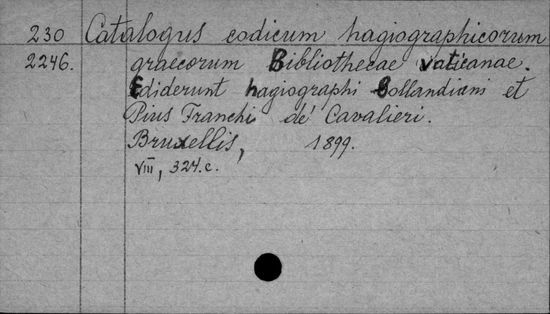 230 Catalogus codicum hagiographicorum
2246. graecorum Bibliothecae Vaticanae.
Ediderunt hagiographi Bollandiani et
Pius Franchi de' Cavalieri.
Bruxellis, 1899.
VIII, 324.c.